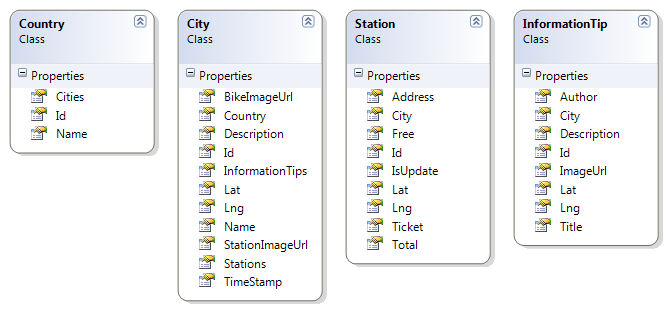 Country
Class
Properties
Cities
Id
Name
City
Class
Properties
BikeImageUrl
Country
Description
Id
InformationTips
Lat
Lng
Name
StationImageUrl
Stations
TimeStamp
Station
Class
Properties
Address
City
Free
Id
IsUpdate
Lat
Lng
Ticket
Total
InformationTip
Class
Properties
Author
City
Description
Id
ImageUrl
Lat
Lng
Title